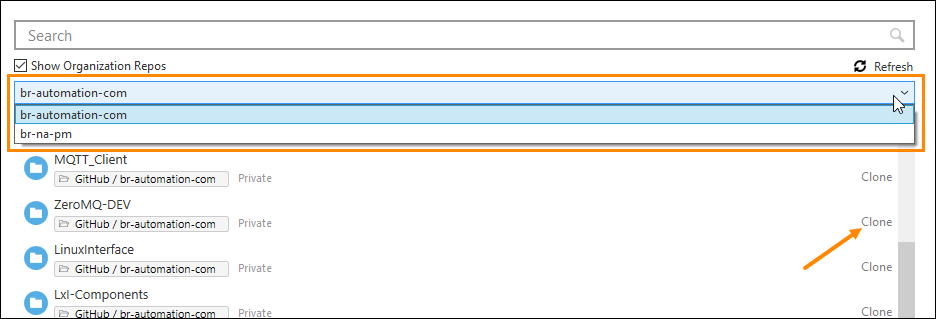 Search
Show Organization Repos
Refresh
br-automation-com
br-automation-com
br-na-pm
MQTT_Client
GitHub / br-automation-com Private Clone
ZeroMQ-DEV
GitHub / br-automation-com Private Clone
LinuxInterface
GitHub / br-automation-com Private Clone
LxI-Components
GitHub / br-automation-com Private Clone